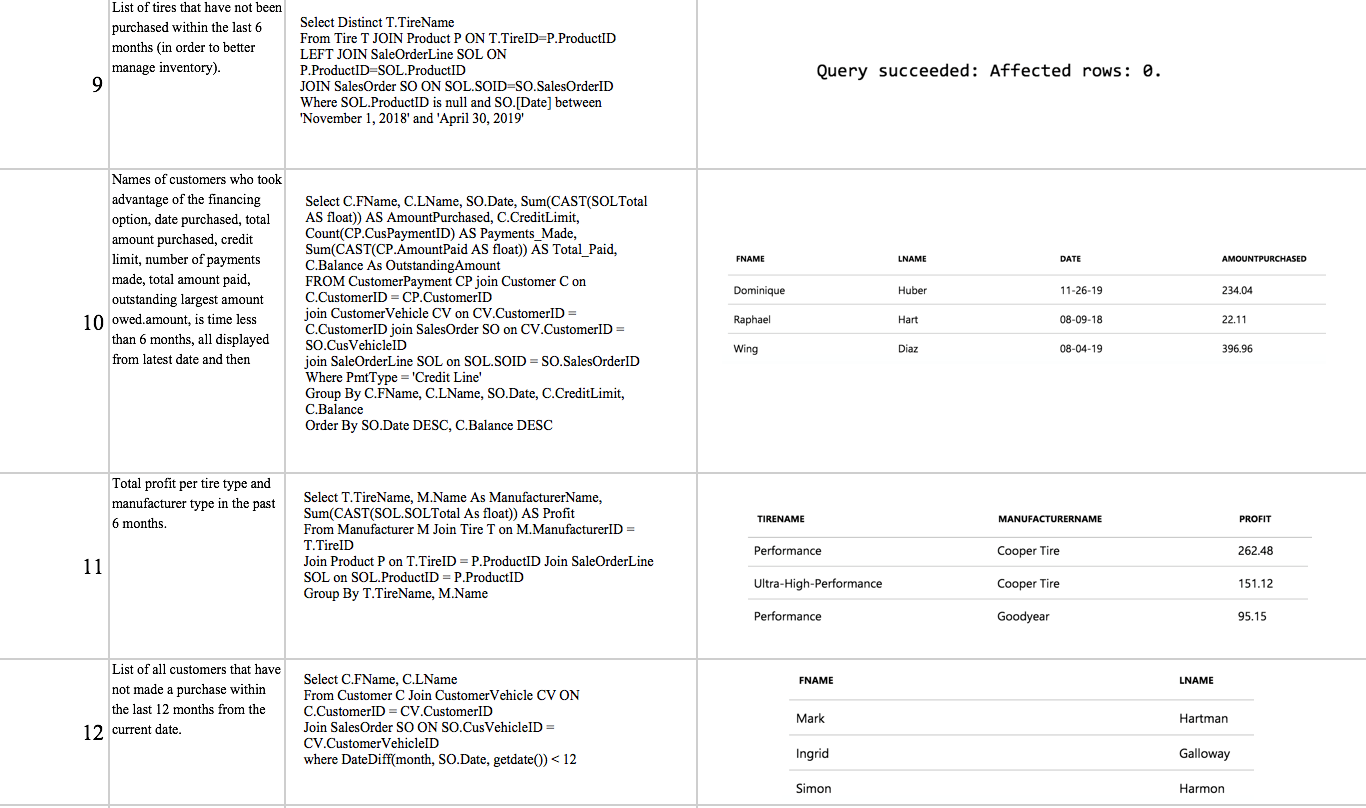 9
List of tires that have not been
purchased within the last 6
months (in order to better
manage inventory).
Select Distinct T.TireName
From Tire T JOIN Product P ON T.TireID=P.ProductID
LEFT JOIN SaleOrderLine SOL ON
P.ProductID=SOL.ProductID
JOIN SalesOrder SO ON SOL.SOID=SO.SalesOrderID
Where SOL.ProductID is null and SO.[Date] between
'November 1, 2018' and 'April 30, 2019'
Query succeeded: Affected rows: 0.
10
Names of customers who took
advantage of the financing
option, date purchased, total
amount purchased, credit
limit, number of payments
made, total amount paid,
outstanding largest amount
owed.amount, is time less
than 6 months, all displayed
from latest date and then
Select C.FName, C.LName, SO.Date, Sum(CAST(SOLTotal
AS float)) AS AmountPurchased, C.CreditLimit,
Count(CP.CusPaymentID) AS Payments_Made,
Sum(CAST(CP.AmountPaid AS float)) AS Total_Paid,
C.Balance As OutstandingAmount
FROM CustomerPayment CP join Customer C on
C.CustomerID = CP.CustomerID
join CustomerVehicle CV on CV.CustomerID =
C.CustomerID join SalesOrder SO on CV.CustomerID =
SO.CusVehicleID
join SaleOrderLine SOL on SOL.SOID = SO.SalesOrderID
Where PmtType = 'Credit Line'
Group By C.FName, C.LName, SO.Date, C.CreditLimit,
C.Balance
Order By SO.Date DESC, C.Balance DESC
FNAME LNAME DATE AMOUNTPURCHASED
Dominique Huber 11-26-19 234.04
Raphael Hart 08-09-18 22.11
Wing Diaz 08-04-19 396.96
11
Total profit per tire type and
manufacturer type in the past
6 months.
Select T.TireName, M.Name As ManufacturerName,
Sum(CAST(SOL.SOLTotal As float)) AS Profit
From Manufacturer M Join Tire T on M.ManufacturerID =
T.TireID
Join Product P on T.TireID = P.ProductID Join SaleOrderLine
SOL on SOL.ProductID = P.ProductID
Group By T.TireName, M.Name
TIRENAME MANUFACTURERNAME PROFIT
Performance Cooper Tire 262.48
Ultra-High-Performance Cooper Tire 151.12
Performance Goodyear 95.15
12
List of all customers that have
not made a purchase within
the last 12 months from the
current date.
Select C.FName, C.LName
From Customer C Join CustomerVehicle CV ON
C.CustomerID = CV.CustomerID
Join SalesOrder SO ON SO.CusVehicleID =
CV.CustomerVehicleID
where DateDiff(month, SO.Date, getdate()) < 12
FNAME LNAME
Mark Hartman
Ingrid Galloway
Simon Harmon